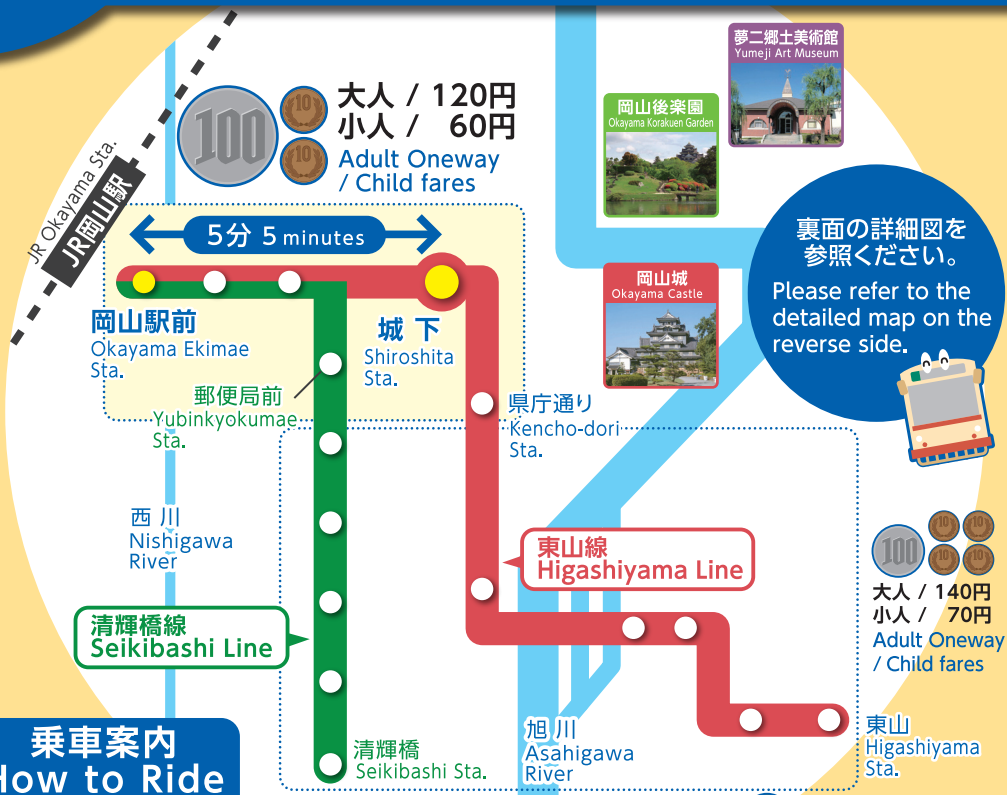 夢二郷土美術館
Yumeji Art Museum
100
10
10
大人 / 120円
小人 / 60円
Adult Oneway
/ Child fares
岡山後楽園
Okayama Korakuen Garden
JR Okayama Sta.
JR岡山駅
5分 5 minutes
裏面の詳細図を
参照ください。
Please refer to the
detailed map on the
reverse side.
岡山城
Okayama Castle
岡山駅前
Okayama Ekimae
Sta.
城下
Shiroshita
Sta.
郵便局前
Yubinkyokumae
Sta.
県庁通り
Kencho-dori
Sta.
西川
Nishigawa
River
東山線
Higashiyama Line
100
10
10
10
10
大人 / 140円
小人 / 70円
Adult Oneway
/ Child fares
清輝橋線
Seikibashi Line
乗車案内
How to Ride
清輝橋
Seikibashi Sta.
旭川
Asahigawa
River
東山
Higashiyama
Sta.